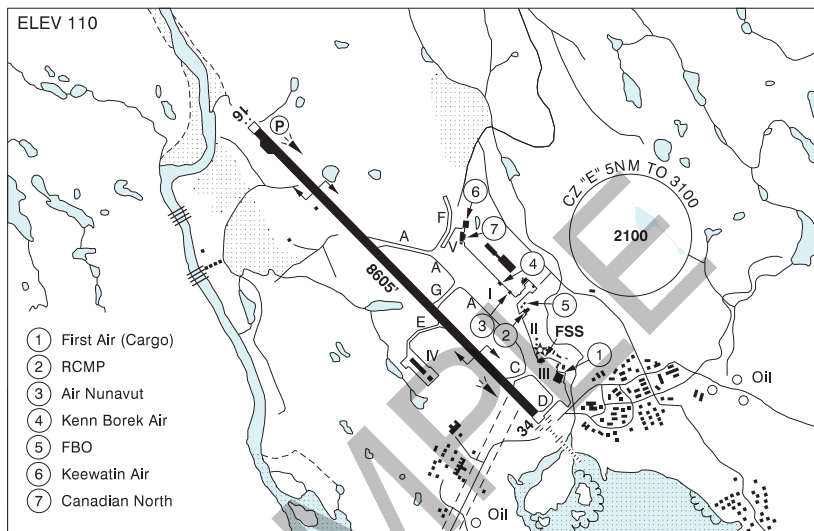 ELEV 110
16
P
6
CZ "E" 5NM TO 3100
F
7
2100
A
V
4
A
8605'
G
A
I
5
E
3
2
II
FSS
1
IV
C
III
D
34
Oil
Oil
1 First Air (Cargo)
2 RCMP
3 Air Nunavut
4 Kenn Borek Air
5 FBO
6 Keewatin Air
7 Canadian North
MPLE